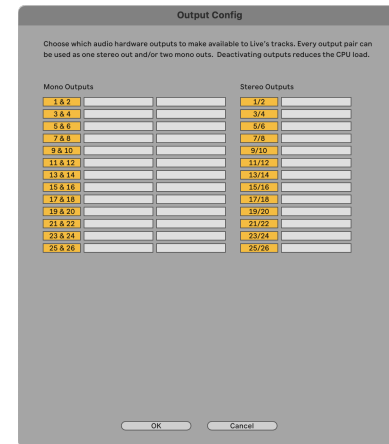 Output Config
Choose which audio hardware outputs to make available to Live's tracks. Every output pair can
be used as one stereo out and/or two mono outs. Deactivating outputs reduces the CPU load.
Mono Outputs
Stereo Outputs
1 & 2
1/2
3 & 4
3/4
5 & 6
5/6
7 & 8
7/8
9 & 10
9/10
11 & 12
11/12
13 & 14
13/14
15 & 16
15/16
17 & 18
17/18
19 & 20
19/20
21 & 22
21/22
23 & 24
23/24
25 & 26
25/26
OK
Cancel